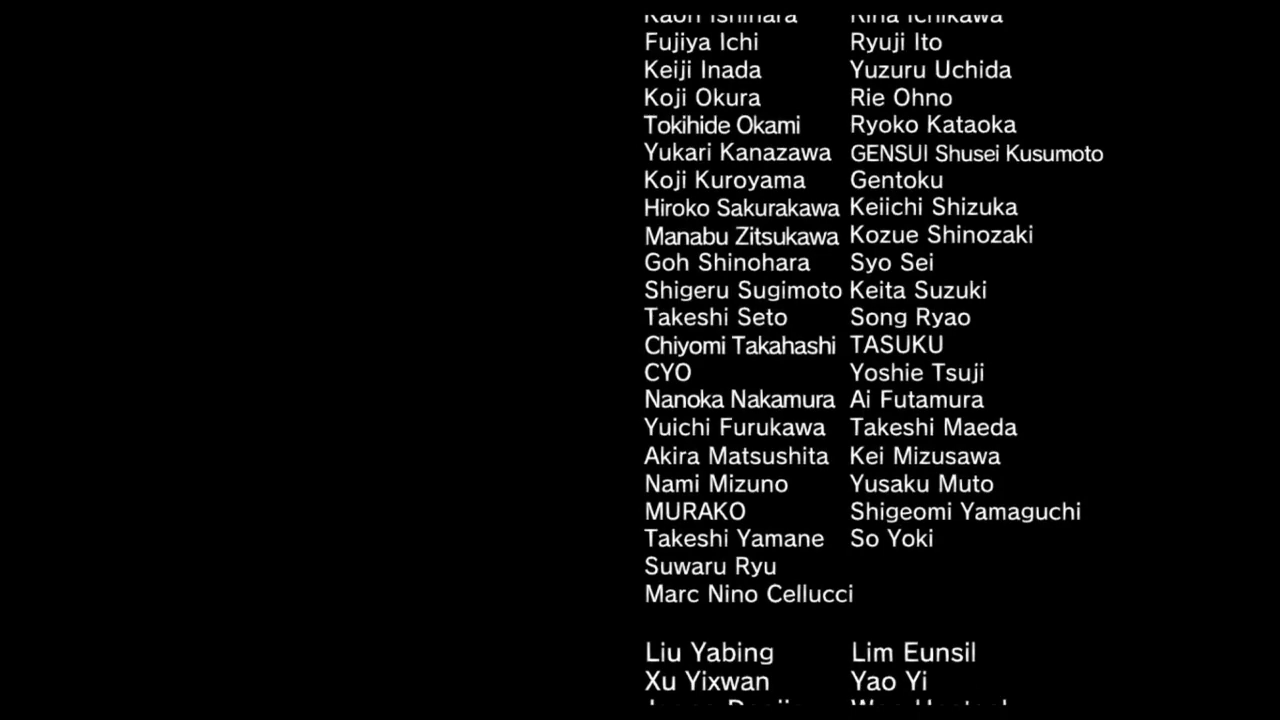 Kaori Ishihara Rina Ichikawa
Fujiya Ichi Ryuji Ito
Keiji Inada Yuzuru Uchida
Koji Okura Rie Ohno
Tokihide Okami Ryoko Kataoka
Yukari Kanazawa GENSUI Shusei Kusumoto
Koji Kuroyama Gentoku
Hiroko Sakurakawa Keiichi Shizuka
Manabu Zitsukawa Kozue Shinozaki
Goh Shinohara Syo Sei
Shigeru Sugimoto Keita Suzuki
Takeshi Seto Song Ryao
Chiyomi Takahashi TASUKU
CYO Yoshie Tsuji
Nanoka Nakamura Ai Futamura
Yuichi Furukawa Takeshi Maeda
Akira Matsushita Kei Mizusawa
Nami Mizuno Yusaku Muto
MURAKO Shigeomi Yamaguchi
Takeshi Yamane So Yoki
Suwaru Ryu
Marc Nino Cellucci
Liu Yabing Lim Eunsil
Xu Yixwan Yao Yi